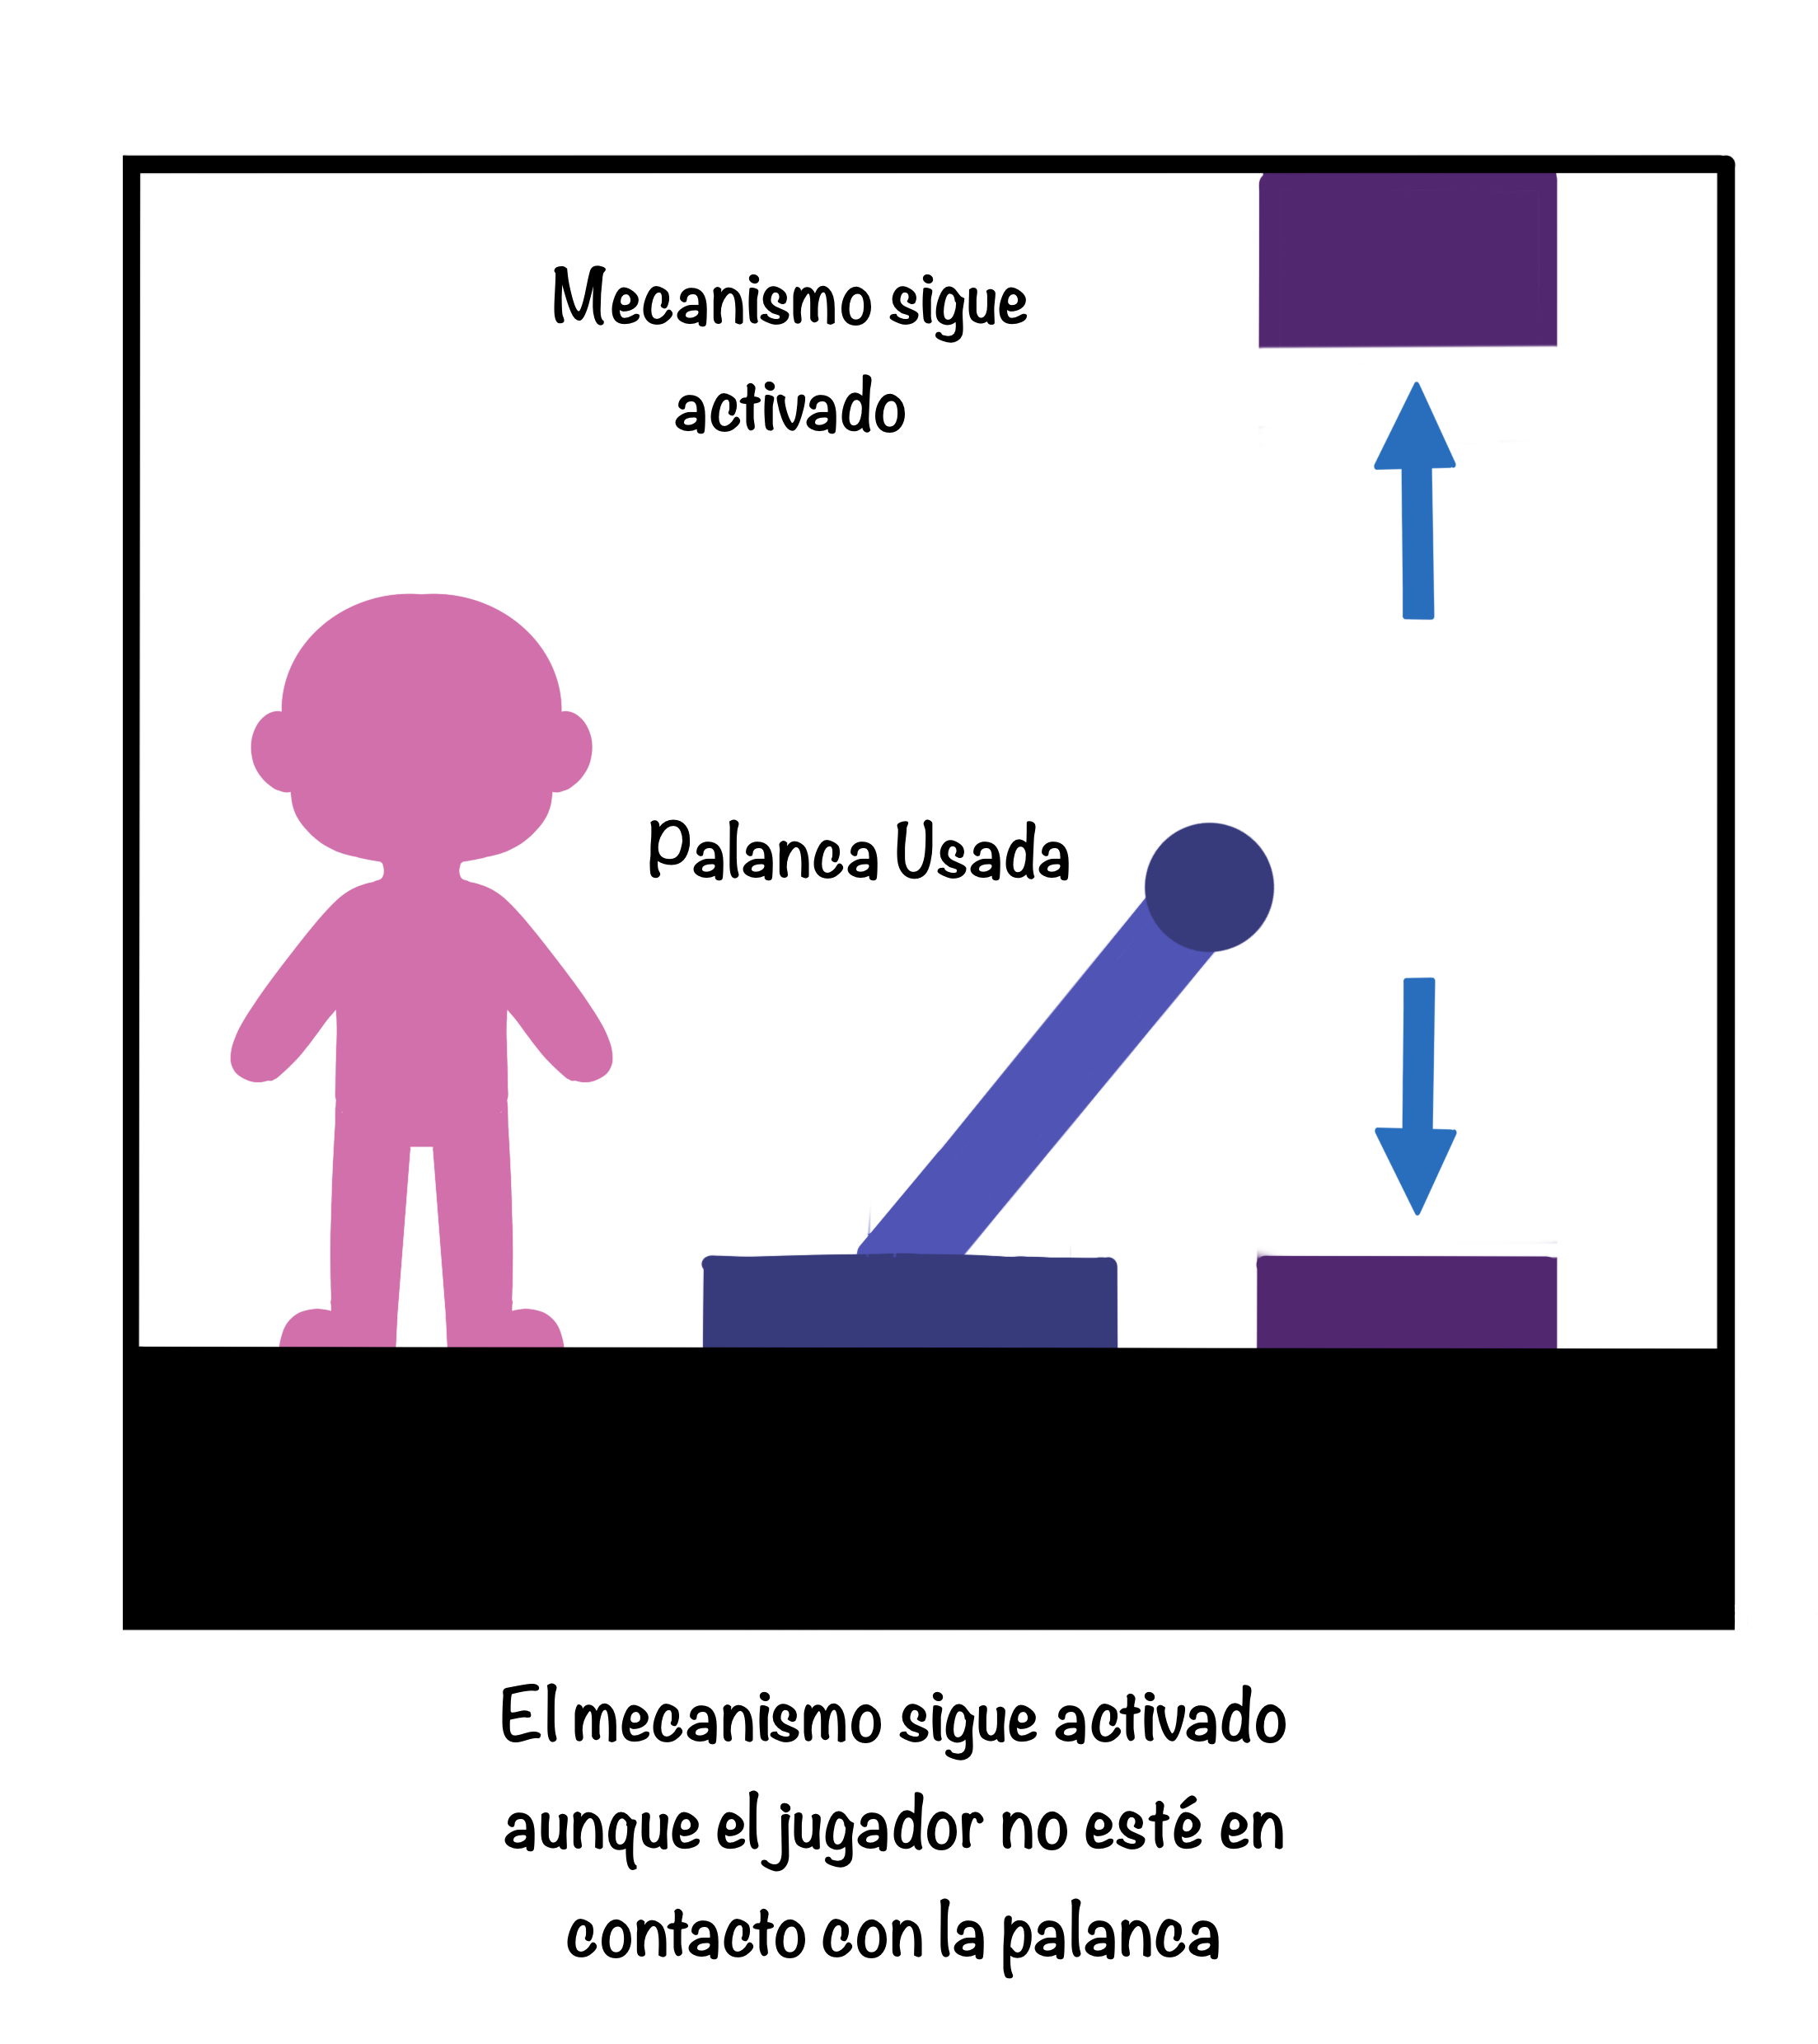 Mecanismo sigue
activado
Palanca Usada
El mecanismo sigue activado
aunque el jugador no esté en
contacto con la palanca